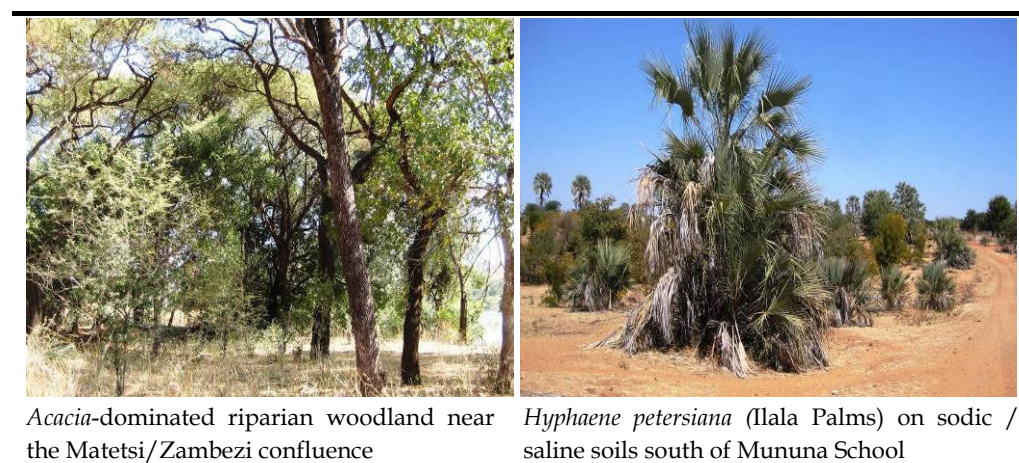 Acacia-dominated riparian woodland near
the Matetsi/Zambezi confluence
Hyphaene petersiana (Ilala Palms) on sodic /
saline soils south of Mununa School